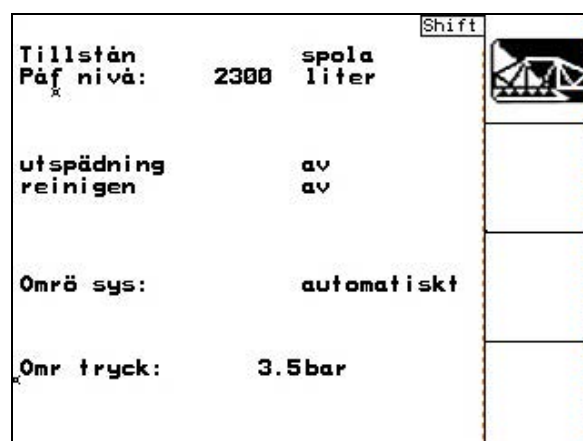 Shift
Tillstån spola
Påf nivå: 2300 liter
utspädning av
reinigen av
Omrö sys: automatiskt
Omr tryck: 3.5bar